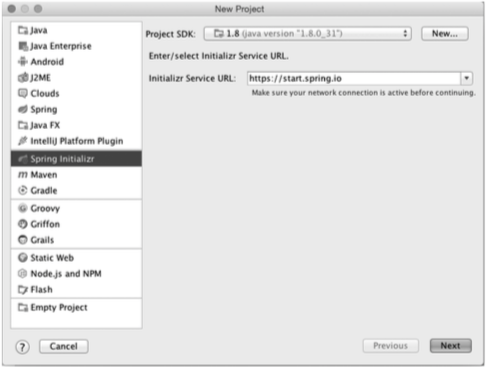 New Project
Java
Java Enterprise
Android
J2ME
Clouds
Spring
Java FX
IntelliJ Platform Plugin
Spring Initializr
Maven
Gradle
Groovy
Griffon
Grails
Static Web
Node.js and NPM
Flash
Empty Project
Project SDK: 1.8 (java version "1.8.0_31") New...
Enter/select Initializr Service URL.
Initializr Service URL: https://start.spring.io
Make sure your network connection is active before continuing.
? Cancel Previous Next